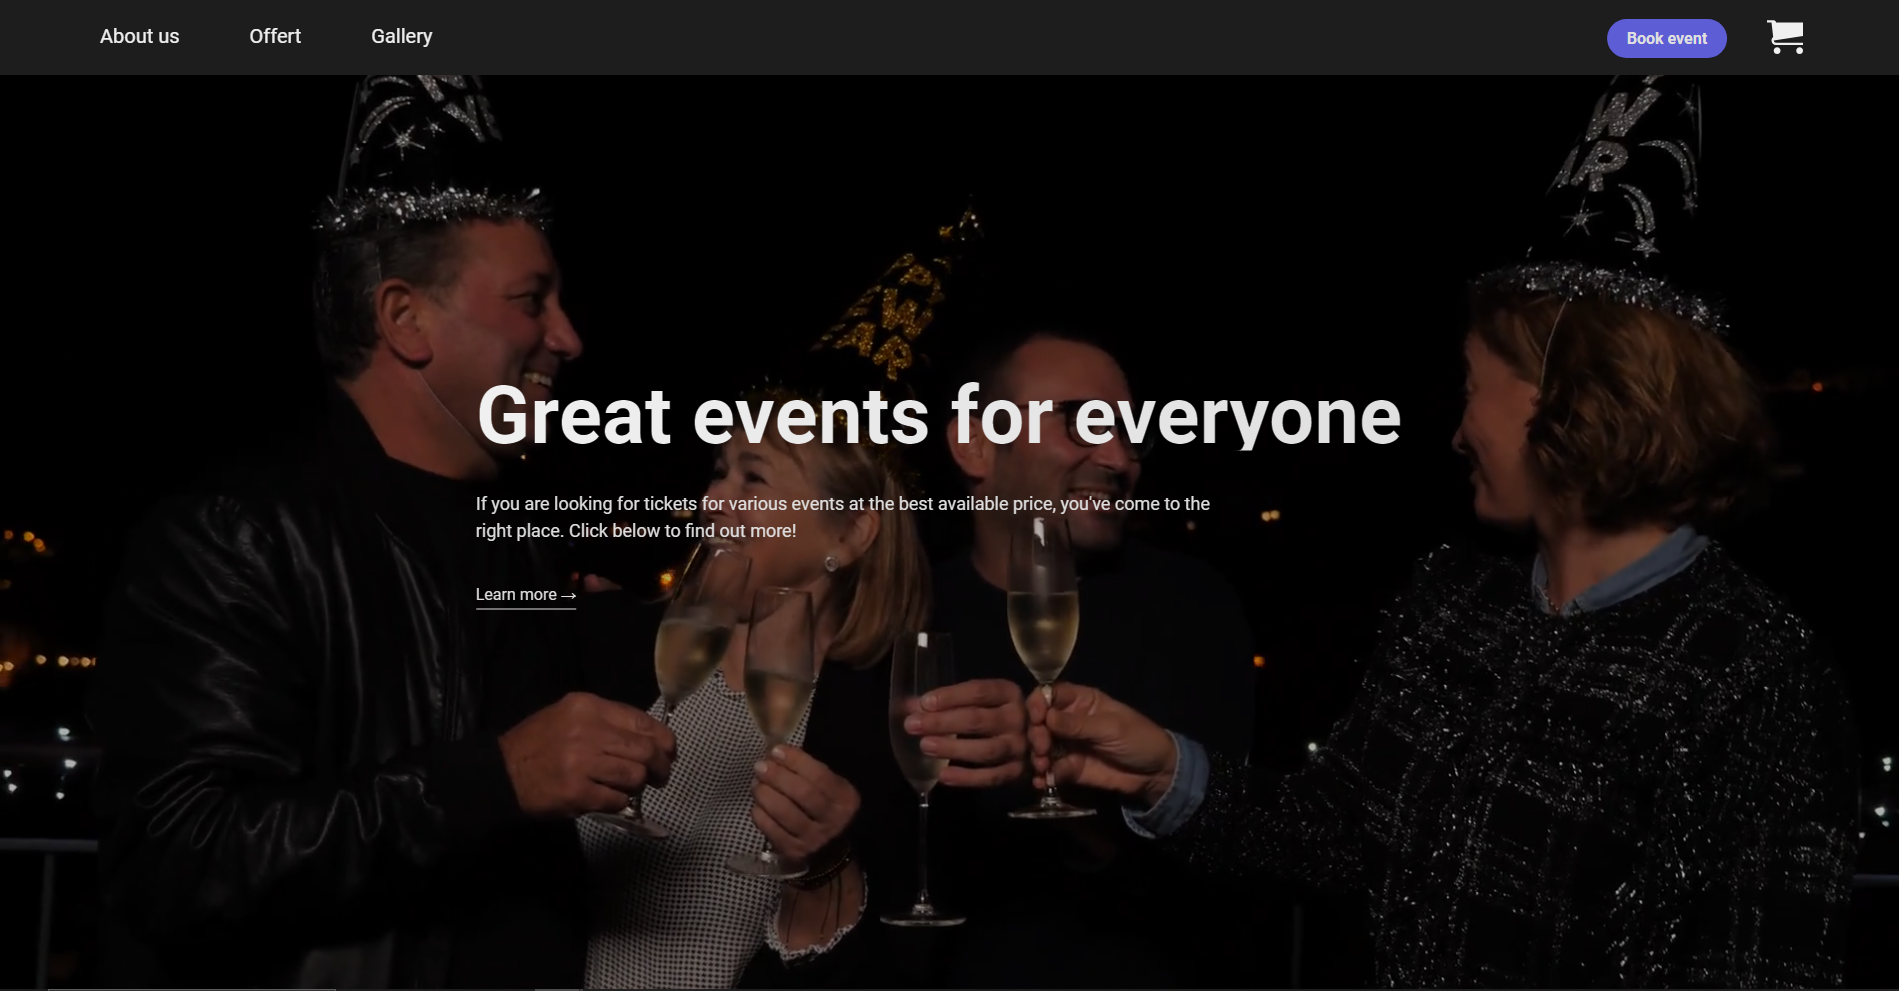 About us
Offert
Gallery
Book event
Great events for everyone
If you are looking for tickets for various events at the best available price, you've come to the
right place. Click below to find out more!
Learn more →